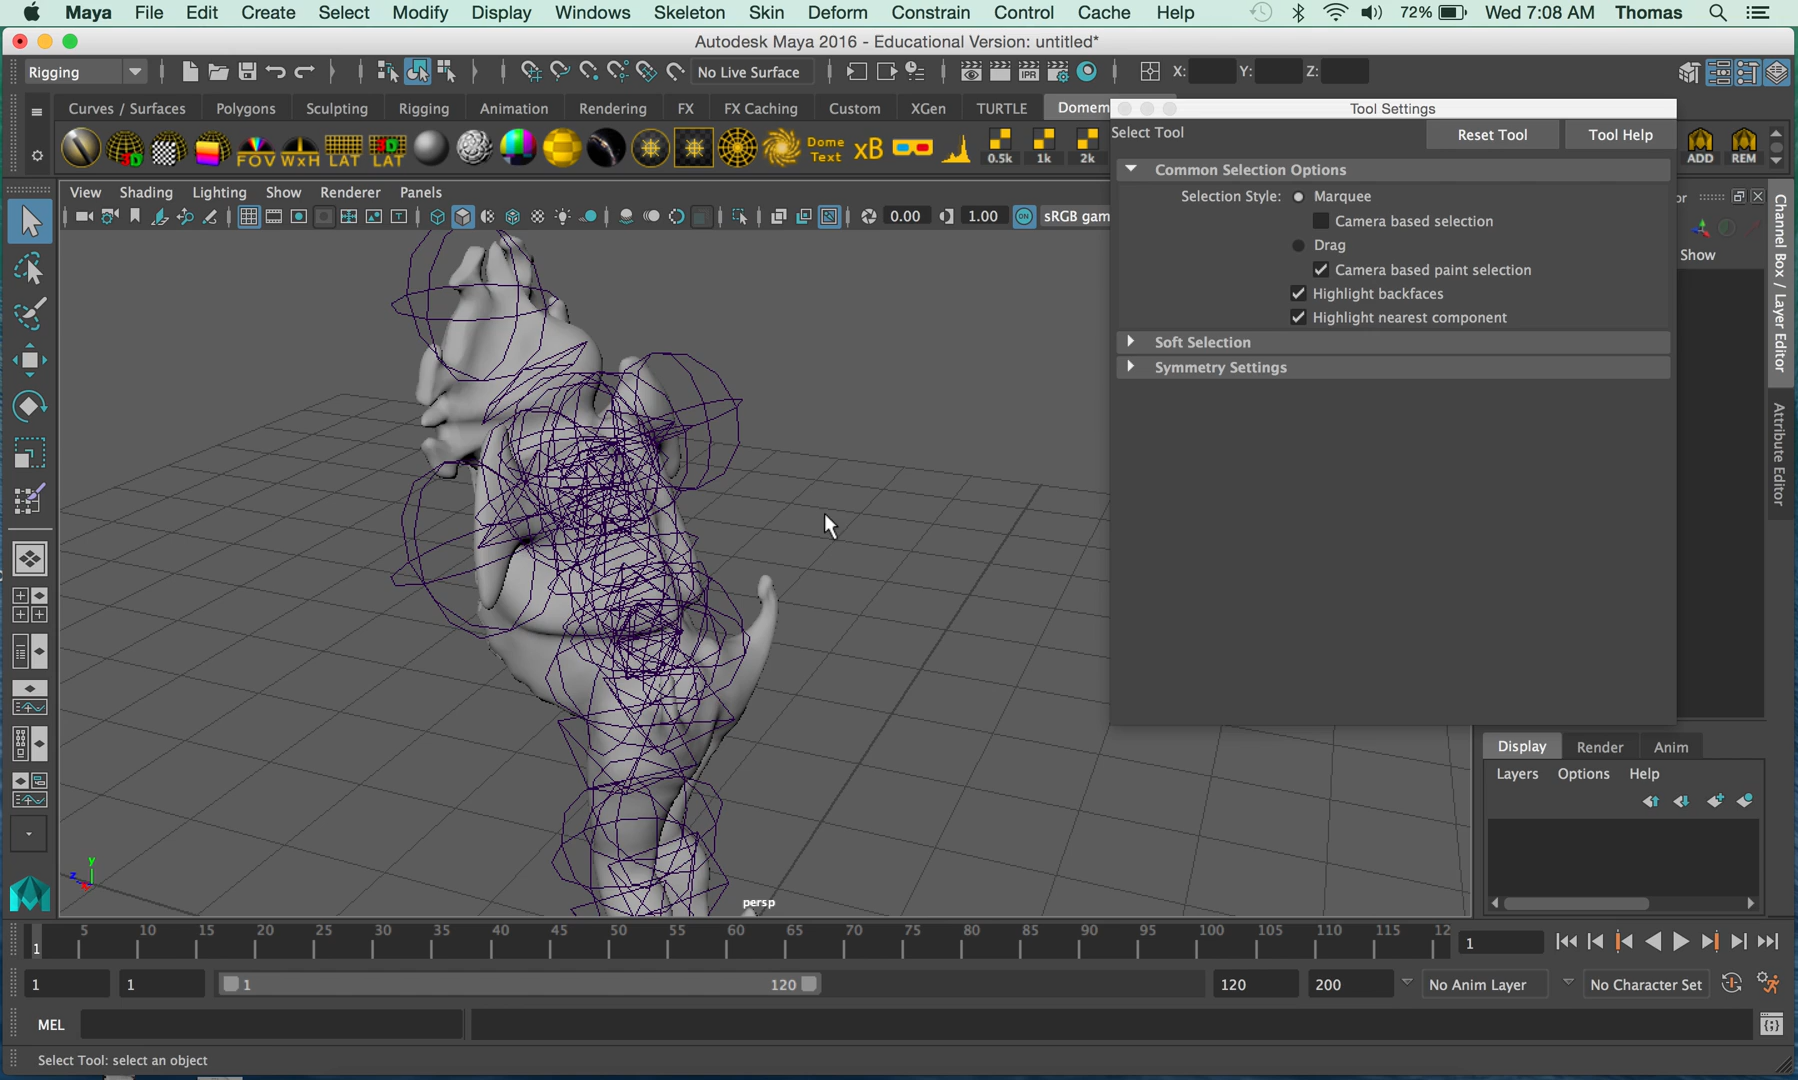 Maya File Edit Create Select Modify Display Windows Skeleton Skin Deform Constrain Control Cache Help 72% Wed 7:08 AM Thomas
Autodesk Maya 2016 - Educational Version: untitled*
Rigging No Live Surface IPR X: Y: Z:
Curves / Surfaces Polygons Sculpting Rigging Animation Rendering FX FX Caching Custom XGen TURTLE Domem
Tool Settings
Select Tool Reset Tool Tool Help
3D FOV WxH LAT 3D LAT Dome Text xB 0.5k 1k 2k ADD REM
Common Selection Options
View Shading Lighting Show Renderer Panels
Selection Style: Marquee
0.00 1.00 ON sRGB gam
Camera based selection
Drag
Camera based paint selection
Highlight backfaces
Highlight nearest component
Soft Selection
Symmetry Settings
or
Show
Channel Box / Layer Editor
Attribute Editor
Display Render Anim
Layers Options Help
y
z x
persp
5 10 15 20 25 30 35 40 45 50 55 60 65 70 75 80 85 90 95 100 105 110 115 12
1 1
1 1 1 120 120 200 No Anim Layer No Character Set
MEL
Select Tool: select an object